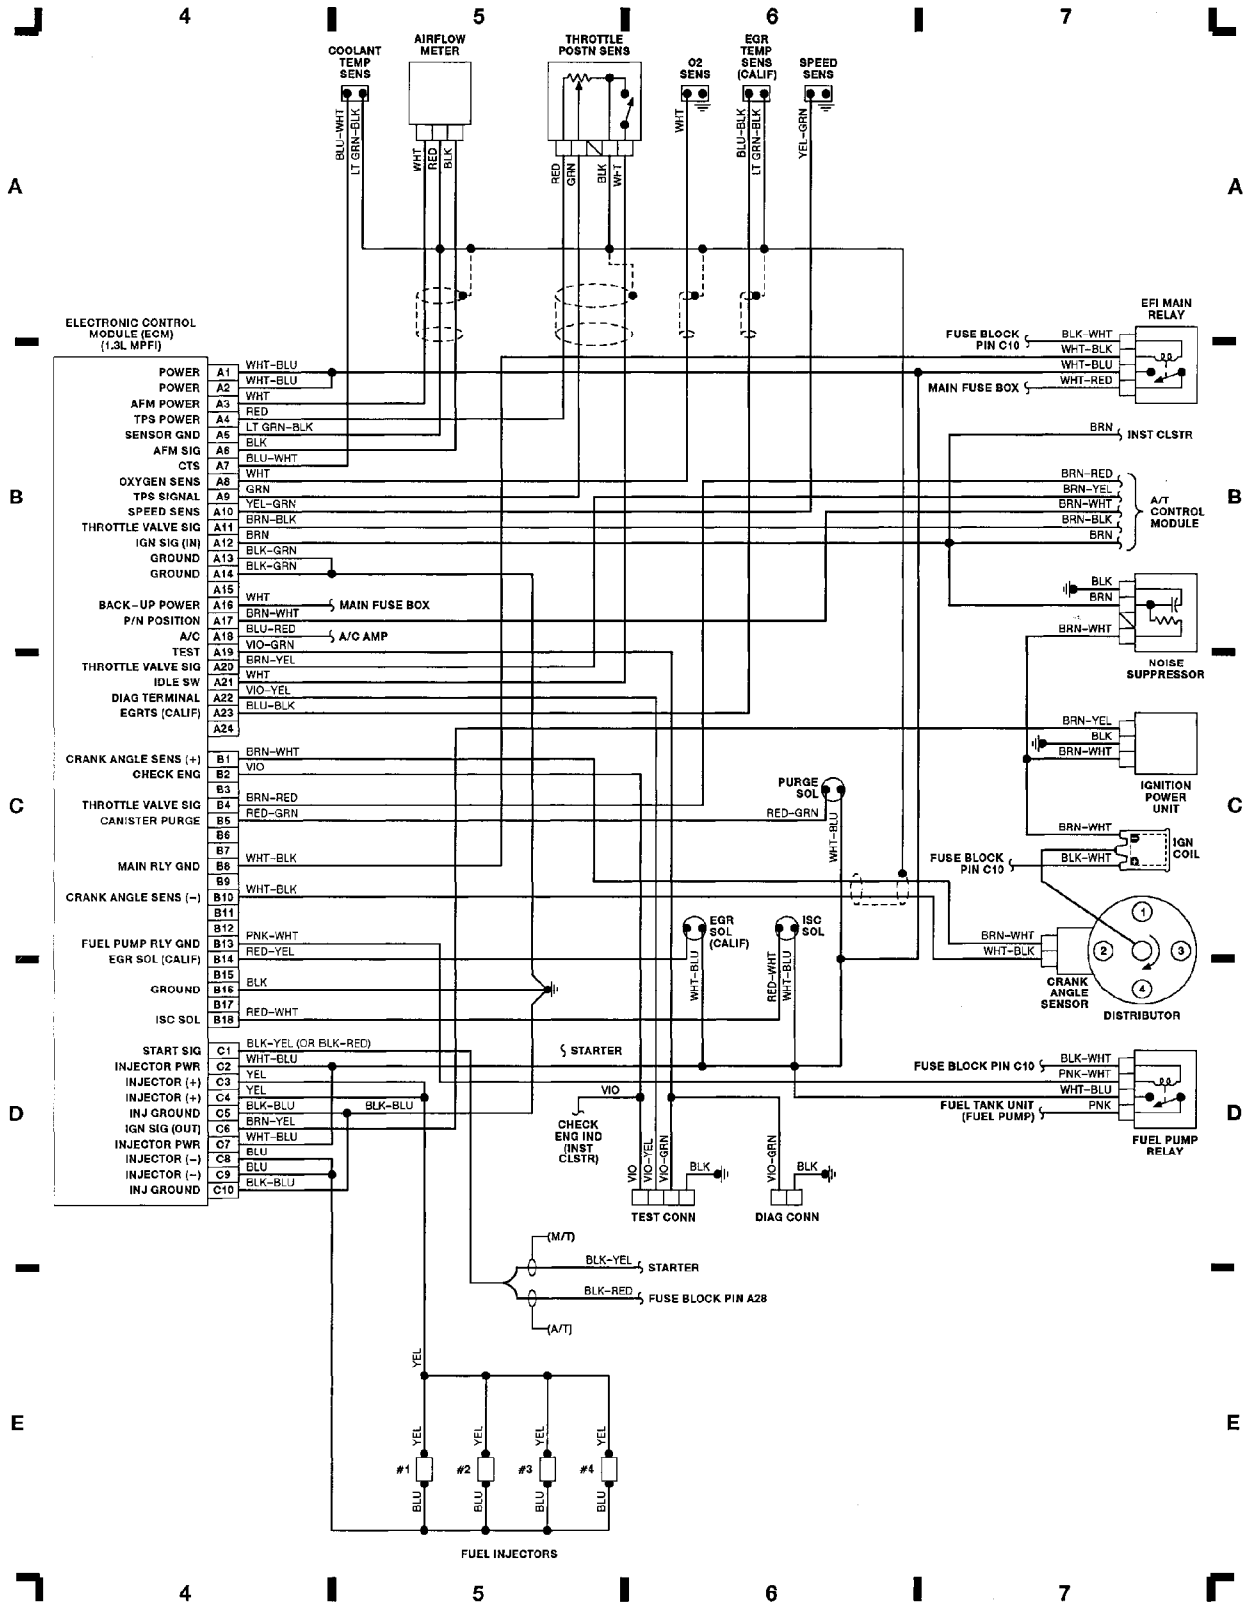 4 5 6 7
COOLANT
TEMP
SENS
AIRFLOW
METER
THROTTLE
POSTN SENS
O2
SENS
EGR
TEMP
SENS
(CALIF)
SPEED
SENS
BLU-WHT
LT GRN-BLK
WHT
RED
BLK
RED
GRN
BLK
WHT
WHT
BLU-BLK
LT GRN-BLK
YEL-GRN
A A
ELECTRONIC CONTROL
MODULE (ECM)
(1.3L MPFI)
POWER A1 WHT-BLU
POWER A2 WHT-BLU
AFM POWER A3 WHT
TPS POWER A4 RED
SENSOR GND A5 LT GRN-BLK
AFM SIG A6 BLK
CTS A7 BLU-WHT
OXYGEN SENS A8 WHT
TPS SIGNAL A9 GRN
SPEED SENS A10 YEL-GRN
THROTTLE VALVE SIG A11 BRN-BLK
IGN SIG (IN) A12 BRN
GROUND A13 BLK-GRN
GROUND A14 BLK-GRN
A15
BACK-UP POWER A16 WHT MAIN FUSE BOX
P/N POSITION A17 BRN-WHT
A/C A18 BLU-RED A/C AMP
TEST A19 VIO-GRN
THROTTLE VALVE SIG A20 BRN-YEL
IDLE SW A21 WHT
DIAG TERMINAL A22 VIO-YEL
EGRTS (CALIF) A23 BLU-BLK
A24
EFI MAIN
RELAY
FUSE BLOCK
PIN C10
BLK-WHT
WHT-BLK
WHT-BLU
MAIN FUSE BOX WHT-RED
BRN INST CLSTR
BRN-RED
BRN-YEL
BRN-WHT
BRN-BLK
BRN
A/T
CONTROL
MODULE
B B
BLK
BRN
BRN-WHT
NOISE
SUPPRESSOR
BRN-YEL
BLK
BRN-WHT
IGNITION
POWER
UNIT
CRANK ANGLE SENS (+) B1 BRN-WHT
CHECK ENG B2 VIO
B3
THROTTLE VALVE SIG B4 BRN-RED
CANISTER PURGE B5 RED-GRN
B6
B7
MAIN RLY GND B8 WHT-BLK
B9
CRANK ANGLE SENS (−) B10 WHT-BLK
B11
B12
FUEL PUMP RLY GND B13 PNK-WHT
EGR SOL (CALIF) B14 RED-YEL
B15
GROUND B16 BLK
B17
ISC SOL B18 RED-WHT
C C
PURGE
SOL
RED-GRN
WHT-BLU
BRN-WHT
IGN
COIL
FUSE BLOCK
PIN C10
BLK-WHT
EGR
SOL
(CALIF)
ISC
SOL
WHT-BLU
RED-WHT
WHT-BLU
BRN-WHT
WHT-BLK
CRANK
ANGLE
SENSOR
1
2
3
4
DISTRIBUTOR
START SIG C1 BLK-YEL (OR BLK-RED) STARTER
INJECTOR PWR C2 WHT-BLU
INJECTOR (+) C3 YEL
INJECTOR (+) C4 YEL
INJ GROUND C5 BLK-BLU BLK-BLU
IGN SIG (OUT) C6 BRN-YEL
INJECTOR PWR C7 WHT-BLU
INJECTOR (−) C8 BLU
INJECTOR (−) C9 BLU
INJ GROUND C10 BLK-BLU
D D
FUSE BLOCK PIN C10 BLK-WHT
PNK-WHT
WHT-BLU
FUEL TANK UNIT
(FUEL PUMP)
PNK
FUEL PUMP
RELAY
VIO
CHECK
ENG IND
(INST
CLSTR)
VIO
VIO-YEL
VIO-GRN
BLK
TEST CONN
VIO-GRN
BLK
DIAG CONN
(M/T)
BLK-YEL STARTER
BLK-RED FUSE BLOCK PIN A28
(A/T)
YEL
E E
YEL YEL YEL YEL
#1 #2 #3 #4
BLU BLU BLU BLU
FUEL INJECTORS
4 5 6 7